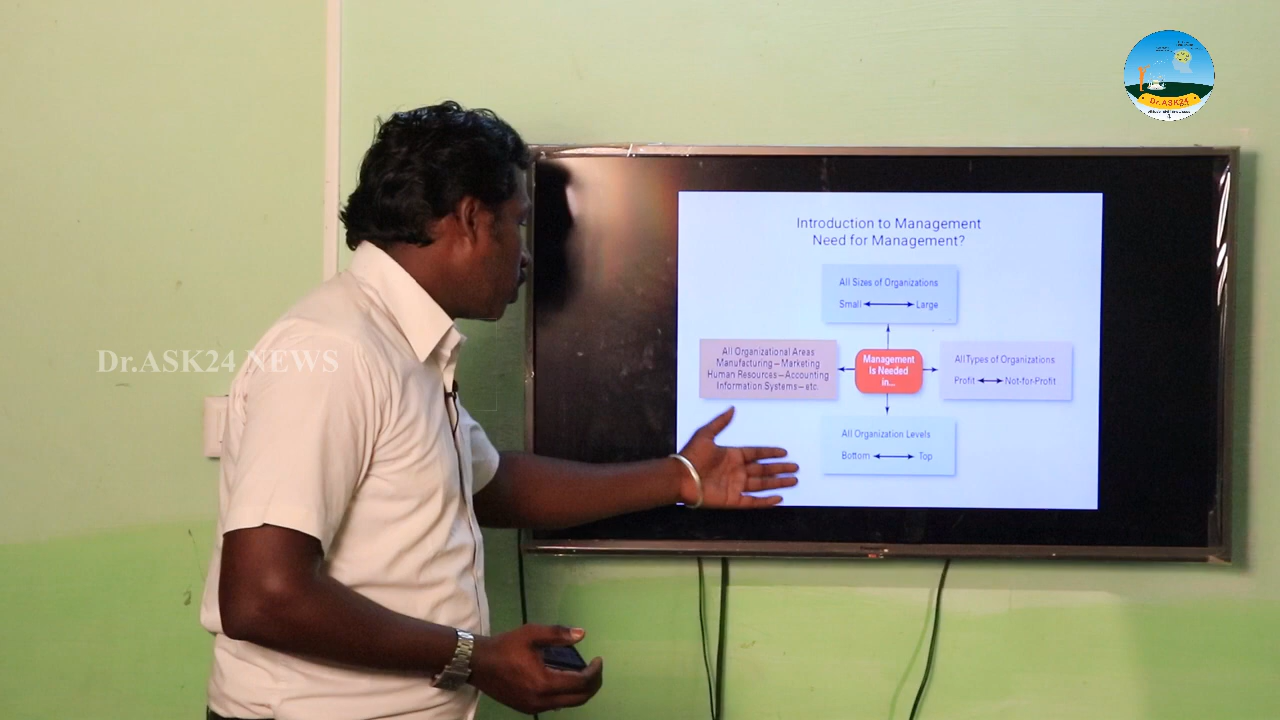 Dr.ASK24
Introduction to Management
Need for Management?
All Sizes of Organizations
Small Large
All Organizational Areas
Manufacturing—Marketing
Human Resources—Accounting
Information Systems—etc.
Management
is Needed
in...
All Types of Organizations
Profit Not-for-Profit
All Organization Levels
Bottom Top
Dr.ASK24 NEWS